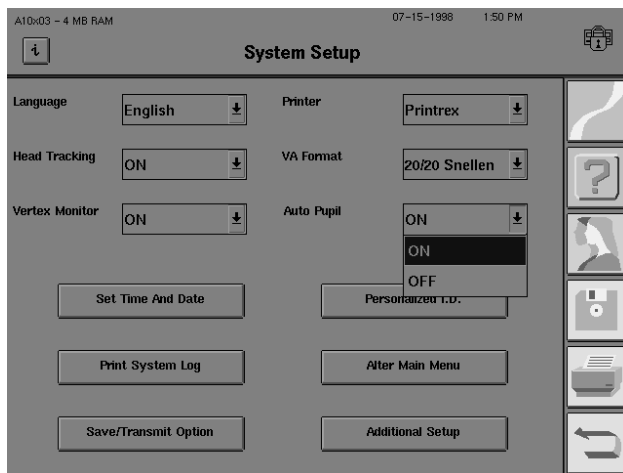 A10x03 - 4 MB RAM
07-15-1998 1:50 PM
i
System Setup
Language
English
Printer
Printrex
Head Tracking
ON
VA Format
20/20 Snellen
Vertex Monitor
ON
Auto Pupil
ON
ON
OFF
Set Time And Date
Personalized I.D.
Print System Log
Alter Main Menu
Save/Transmit Option
Additional Setup
?